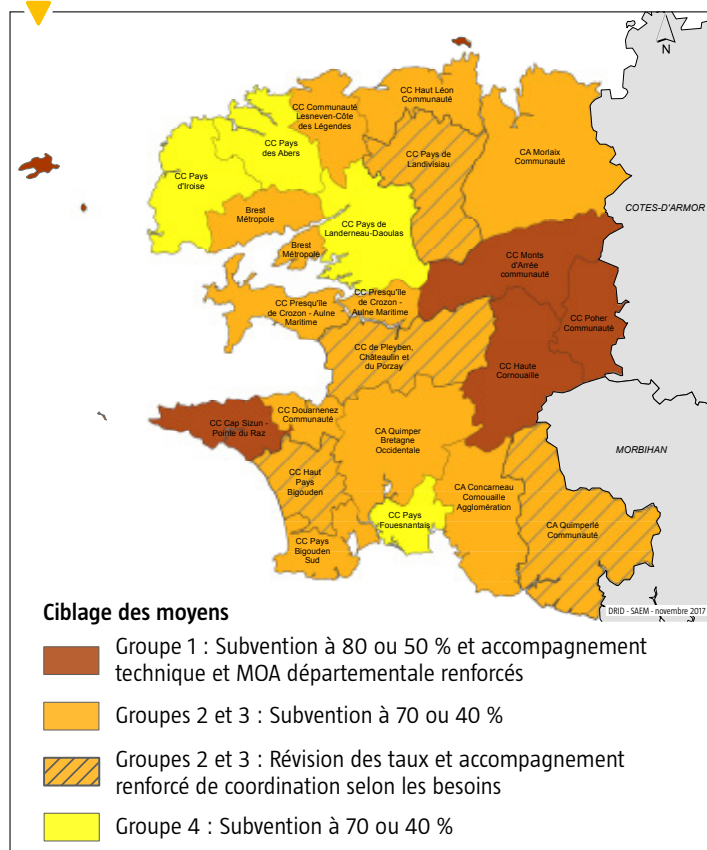 N
CC Haut Léon
Communauté
CC Communauté
Lesneven-Côte
des Légendes
CC Pays
des Abers
CC Pays de
Landivisiau
CA Morlaix
Communauté
CC Pays
d'Iroise
COTES-D'ARMOR
Brest
Métropole
CC Pays de
Landerneau-Daoulas
Brest
Métropole
CC Monts
d'Arrée
communauté
CC Presqu'île
de Crozon - Aulne
Maritime
CC Presqu'île
de Crozon -
Aulne Maritime
CC Poher
Communauté
CC de Pleyben,
Châteaulin et
du Porzay
CC Haute
Cornouaille
CC Douarnenez
Communauté
CC Cap Sizun -
Pointe du Raz
CA Quimper
Bretagne
Occidentale
MORBIHAN
CC Haut
Pays
Bigouden
CA Concarneau
Cornouaille
Agglomération
CC Pays
Fouesnantais
CA Quimperlé
Communauté
CC Pays
Bigouden
Sud
DRID - SAEM - novembre 2017
Ciblage des moyens
Groupe 1 : Subvention à 80 ou 50 % et accompagnement
technique et MOA départementale renforcés
Groupes 2 et 3 : Subvention à 70 ou 40 %
Groupes 2 et 3 : Révision des taux et accompagnement
renforcé de coordination selon les besoins
Groupe 4 : Subvention à 70 ou 40 %